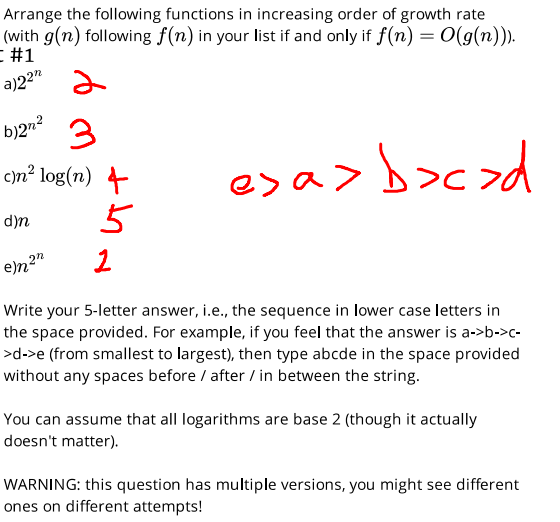 Arrange the following functions in increasing order of growth rate
(with g(n) following f(n) in your list if and only if f(n) = O(g(n))).
#1
a)2^{2^n} 2
b)2^{n^2} 3
c)n^2 log(n) 4
e>a>b>c>d
d)n 5
e)n^{2^n} 1
Write your 5-letter answer, i.e., the sequence in lower case letters in
the space provided. For example, if you feel that the answer is a->b->c-
>d->e (from smallest to largest), then type abcde in the space provided
without any spaces before / after / in between the string.
You can assume that all logarithms are base 2 (though it actually
doesn't matter).
WARNING: this question has multiple versions, you might see different
ones on different attempts!